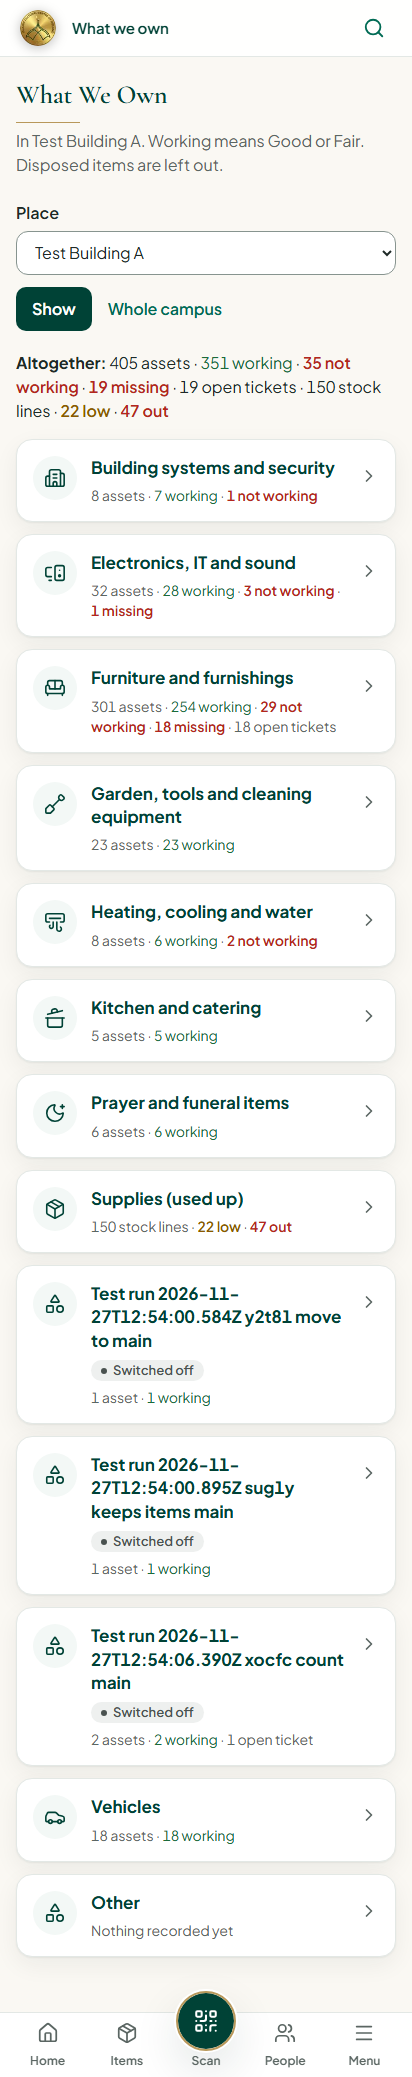 What we own
What We Own
In Test Building A. Working means Good or Fair.
Disposed items are left out.
Place
Test Building A
Show
Whole campus
Altogether: 405 assets · 351 working · 35 not
working · 19 missing · 19 open tickets · 150 stock
lines · 22 low · 47 out
Building systems and security
8 assets · 7 working · 1 not working
Electronics, IT and sound
32 assets · 28 working · 3 not working ·
1 missing
Furniture and furnishings
301 assets · 254 working · 29 not
working · 18 missing · 18 open tickets
Garden, tools and cleaning
equipment
23 assets · 23 working
Heating, cooling and water
8 assets · 6 working · 2 not working
Kitchen and catering
5 assets · 5 working
Prayer and funeral items
6 assets · 6 working
Supplies (used up)
150 stock lines · 22 low · 47 out
Test run 2026-11-
27T12:54:00.584Z y2t81 move
to main
Switched off
1 asset · 1 working
Test run 2026-11-
27T12:54:00.895Z sugly
keeps items main
Switched off
1 asset · 1 working
Test run 2026-11-
27T12:54:06.390Z xocfc count
main
Switched off
2 assets · 2 working · 1 open ticket
Vehicles
18 assets · 18 working
Other
Nothing recorded yet
Home
Items
Scan
People
Menu